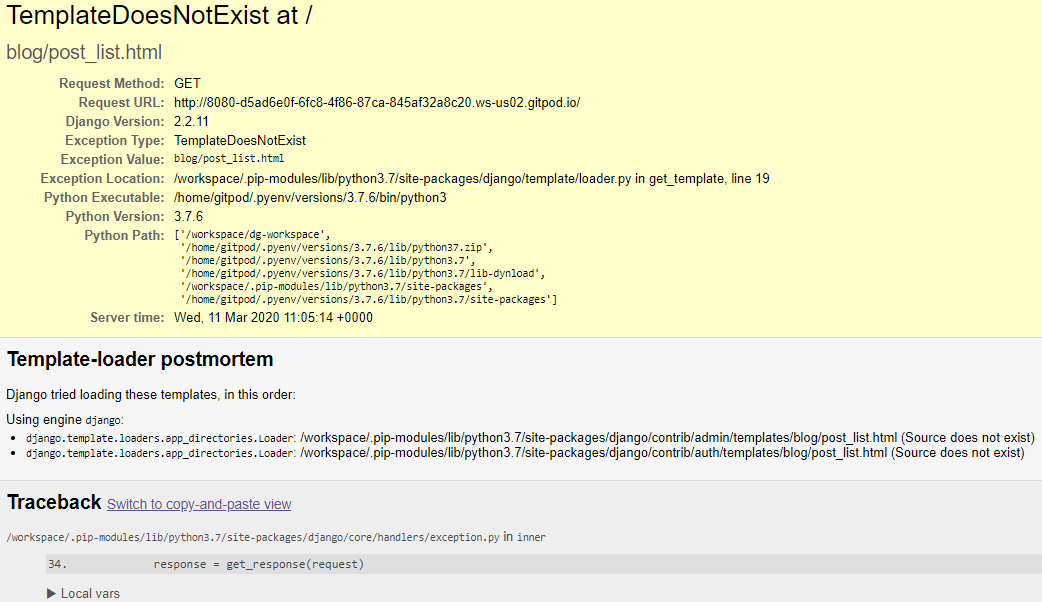 TemplateDoesNotExist at /
blog/post_list.html
Request Method: GET
Request URL: http://8080-d5ad6e0f-6fc8-4f86-87ca-845af32a8c20.ws-us02.gitpod.io/
Django Version: 2.2.11
Exception Type: TemplateDoesNotExist
Exception Value: blog/post_list.html
Exception Location: /workspace/.pip-modules/lib/python3.7/site-packages/django/template/loader.py in get_template, line 19
Python Executable: /home/gitpod/.pyenv/versions/3.7.6/bin/python3
Python Version: 3.7.6
Python Path: ['/workspace/dg-workspace',
'/home/gitpod/.pyenv/versions/3.7.6/lib/python37.zip',
'/home/gitpod/.pyenv/versions/3.7.6/lib/python3.7',
'/home/gitpod/.pyenv/versions/3.7.6/lib/python3.7/lib-dynload',
'/workspace/.pip-modules/lib/python3.7/site-packages',
'/home/gitpod/.pyenv/versions/3.7.6/lib/python3.7/site-packages']
Server time: Wed, 11 Mar 2020 11:05:14 +0000
Template-loader postmortem
Django tried loading these templates, in this order:
Using engine django:
• django.template.loaders.app_directories.Loader: /workspace/.pip-modules/lib/python3.7/site-packages/django/contrib/admin/templates/blog/post_list.html (Source does not exist)
• django.template.loaders.app_directories.Loader: /workspace/.pip-modules/lib/python3.7/site-packages/django/contrib/auth/templates/blog/post_list.html (Source does not exist)
Traceback Switch to copy-and-paste view
/workspace/.pip-modules/lib/python3.7/site-packages/django/core/handlers/exception.py in inner
34. response = get_response(request)
▶ Local vars